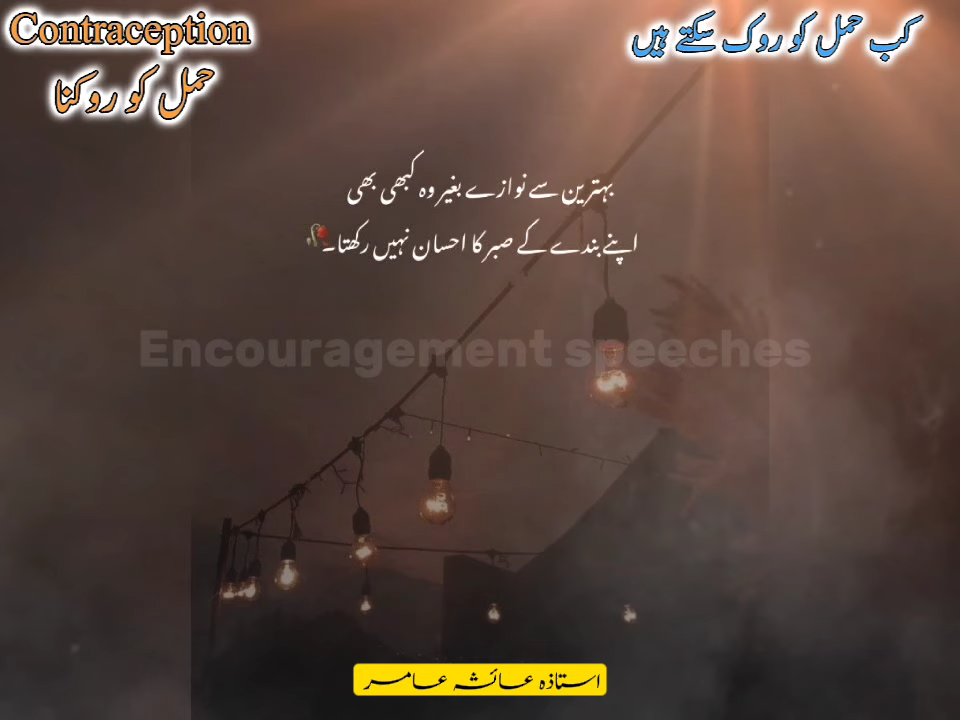 Contraception
حمل کو روکنا
کب حمل کو روک سکتے ہیں
بہترین سے نوازے بغیر وہ کبھی بھی
اپنے بندے کے صبر کا احسان نہیں رکھتا۔🥀
Encouragement speeches
استاذہ عائشہ عامر